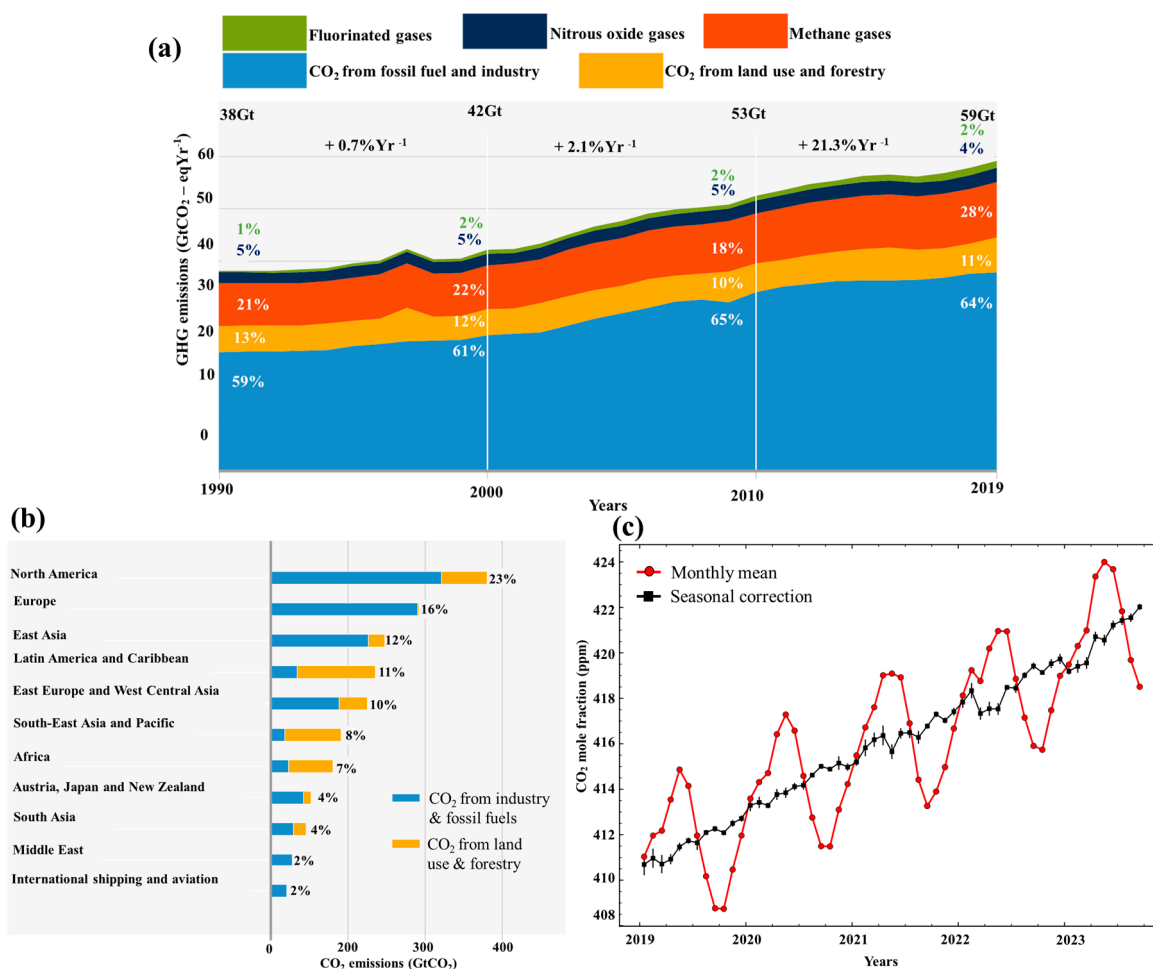 (a)
Fluorinated gases
Nitrous oxide gases
Methane gases
CO₂ from fossil fuel and industry
CO₂ from land use and forestry
GHG emissions (GtCO₂ – eqYr⁻¹)
38Gt
42Gt
53Gt
59Gt
+ 0.7%Yr ⁻¹
+ 2.1%Yr ⁻¹
+ 21.3%Yr ⁻¹
60
50
40
30
20
10
0
1%
5%
21%
13%
59%
2%
5%
22%
12%
61%
2%
5%
18%
10%
65%
2%
4%
28%
11%
64%
1990
2000
2010
2019
Years
(b)
North America
23%
Europe
16%
East Asia
12%
Latin America and Caribbean
11%
East Europe and West Central Asia
10%
South-East Asia and Pacific
8%
Africa
7%
Austria, Japan and New Zealand
4%
South Asia
4%
Middle East
2%
International shipping and aviation
2%
CO₂ from industry
& fossil fuels
CO₂ from land
use & forestry
0
200
300
400
CO₂ emissions (GtCO₂)
(c)
Monthly mean
Seasonal correction
CO₂ mole fraction (ppm)
424
422
420
418
416
414
412
410
408
2019
2020
2021
2022
2023
Years